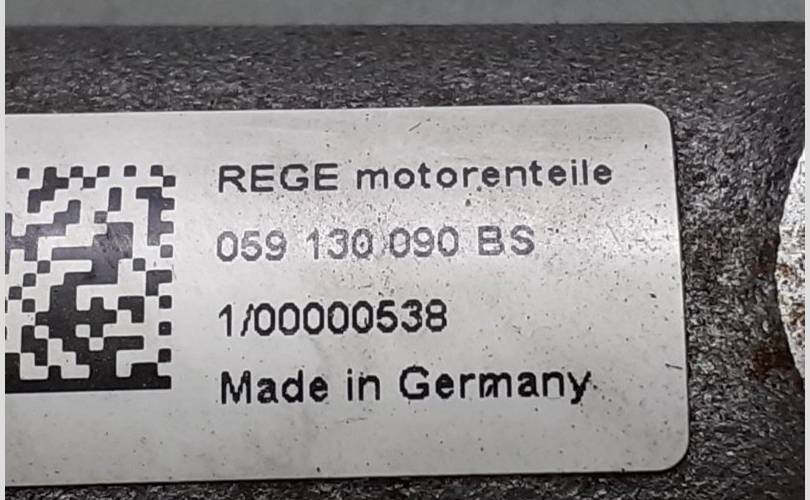 REGE motorenteile
059 130 090 BS
1/00000538
Made in Germany